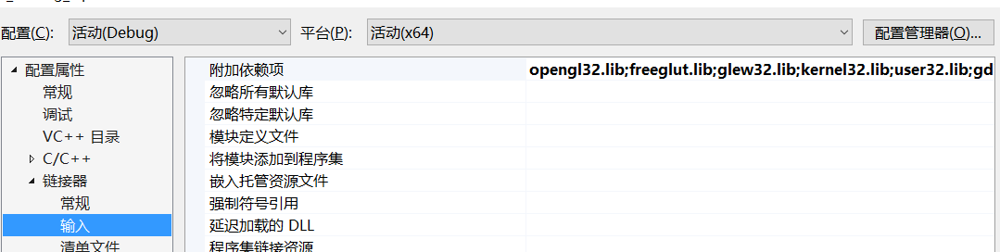 配置(C):
活动(Debug)
平台(P):
活动(x64)
配置管理器(O)...
配置属性
常规
调试
VC++ 目录
C/C++
链接器
常规
输入
清单文件
附加依赖项
opengl32.lib;freeglut.lib;glew32.lib;kernel32.lib;user32.lib;gd
忽略所有默认库
忽略特定默认库
模块定义文件
将模块添加到程序集
嵌入托管资源文件
强制符号引用
延迟加载的 DLL
程序集链接资源